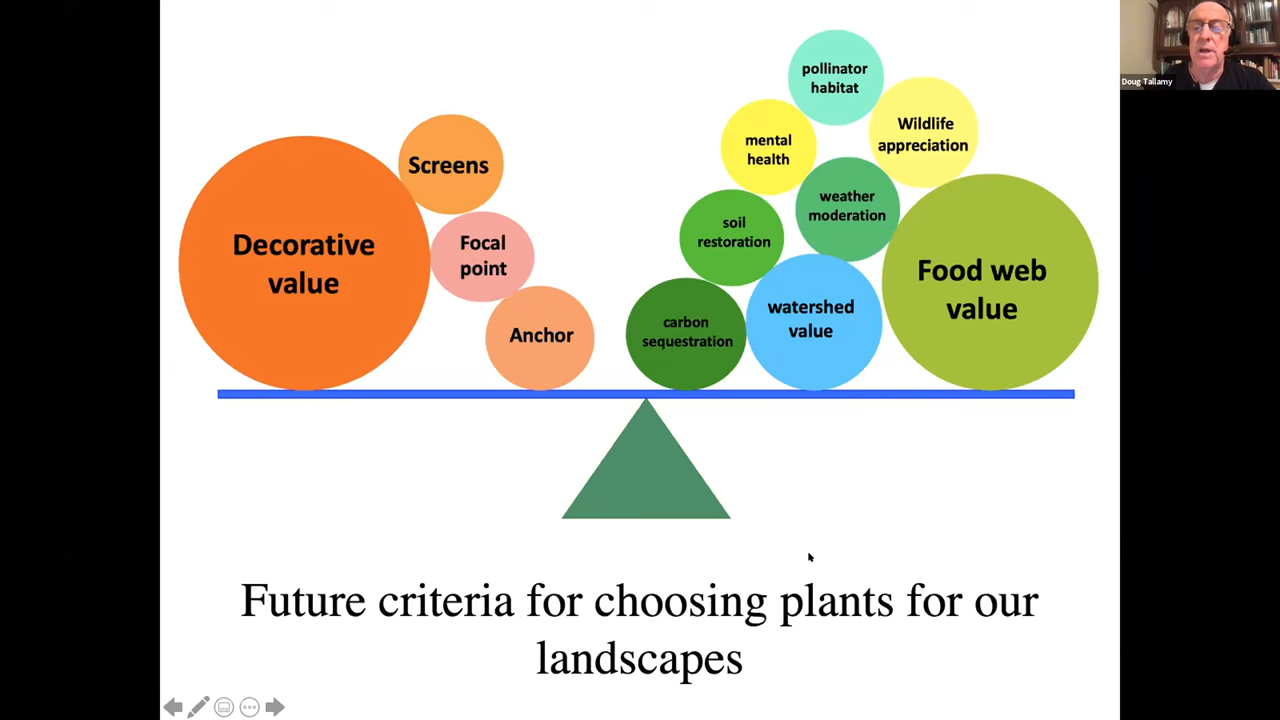 Doug Tallamy
Decorative
value
Screens
Focal
point
Anchor
pollinator
habitat
mental
health
Wildlife
appreciation
soil
restoration
weather
moderation
carbon
sequestration
watershed
value
Food web
value
Future criteria for choosing plants for our
landscapes